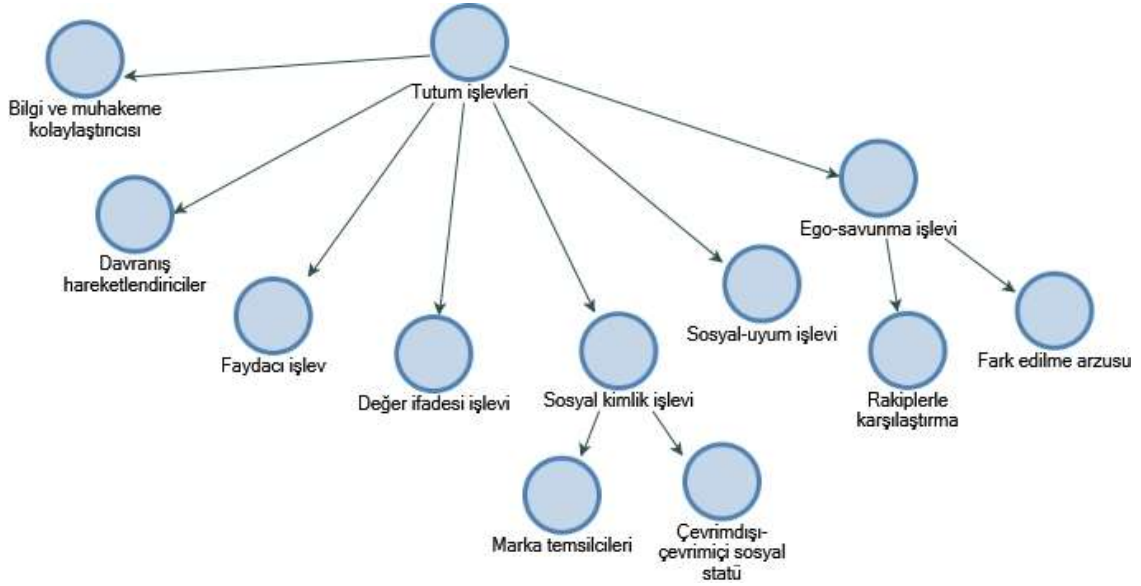 Tutum işlevleri
Bilgi ve muhakeme
kolaylaştırıcısı
Davranış
hareketlendiriciler
Faydacı işlev
Değer ifadesi işlevi
Sosyal kimlik işlevi
Sosyal-uyum işlevi
Ego-savunma işlevi
Rakiplerle
karşılaştırma
Fark edilme arzusu
Marka temsilcileri
Çevrimdışı-
çevrimiçi sosyal
statü